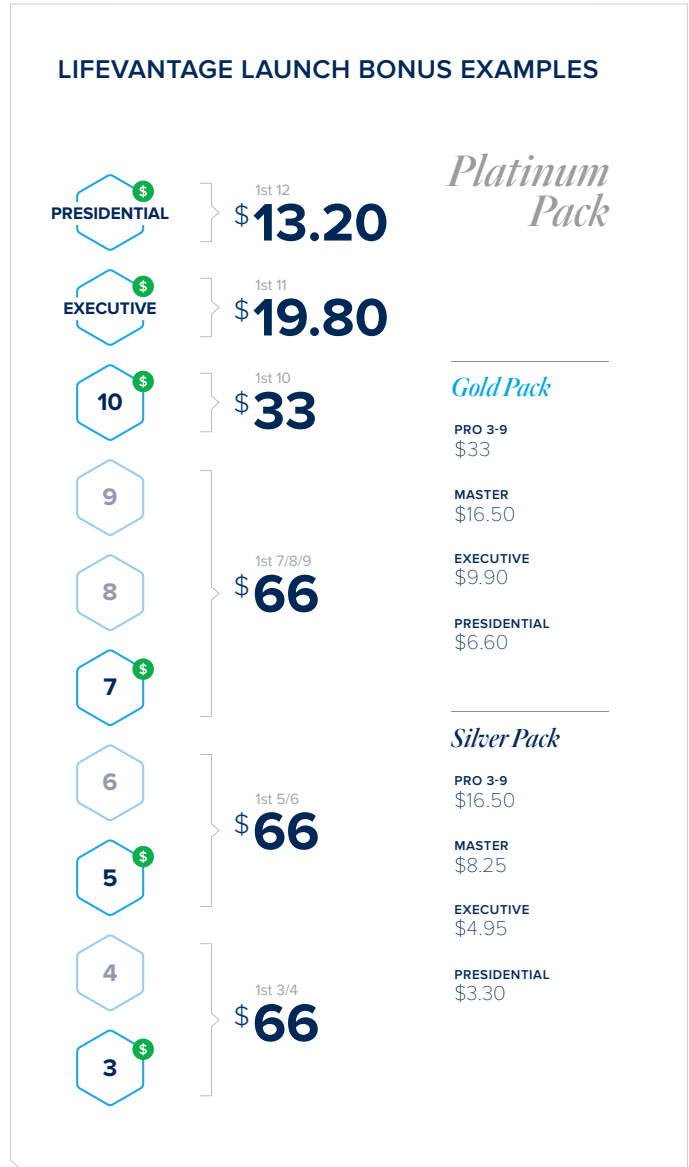 LIFEVANTAGE LAUNCH BONUS EXAMPLES
Platinum
Pack
$
PRESIDENTIAL
1st 12
$13.20
$
EXECUTIVE
1st 11
$19.80
$
10
1st 10
$33
9
8
$
7
1st 7/8/9
$66
6
$
5
1st 5/6
$66
4
$
3
1st 3/4
$66
Gold Pack
PRO 3-9
$33
MASTER
$16.50
EXECUTIVE
$9.90
PRESIDENTIAL
$6.60
Silver Pack
PRO 3-9
$16.50
MASTER
$8.25
EXECUTIVE
$4.95
PRESIDENTIAL
$3.30